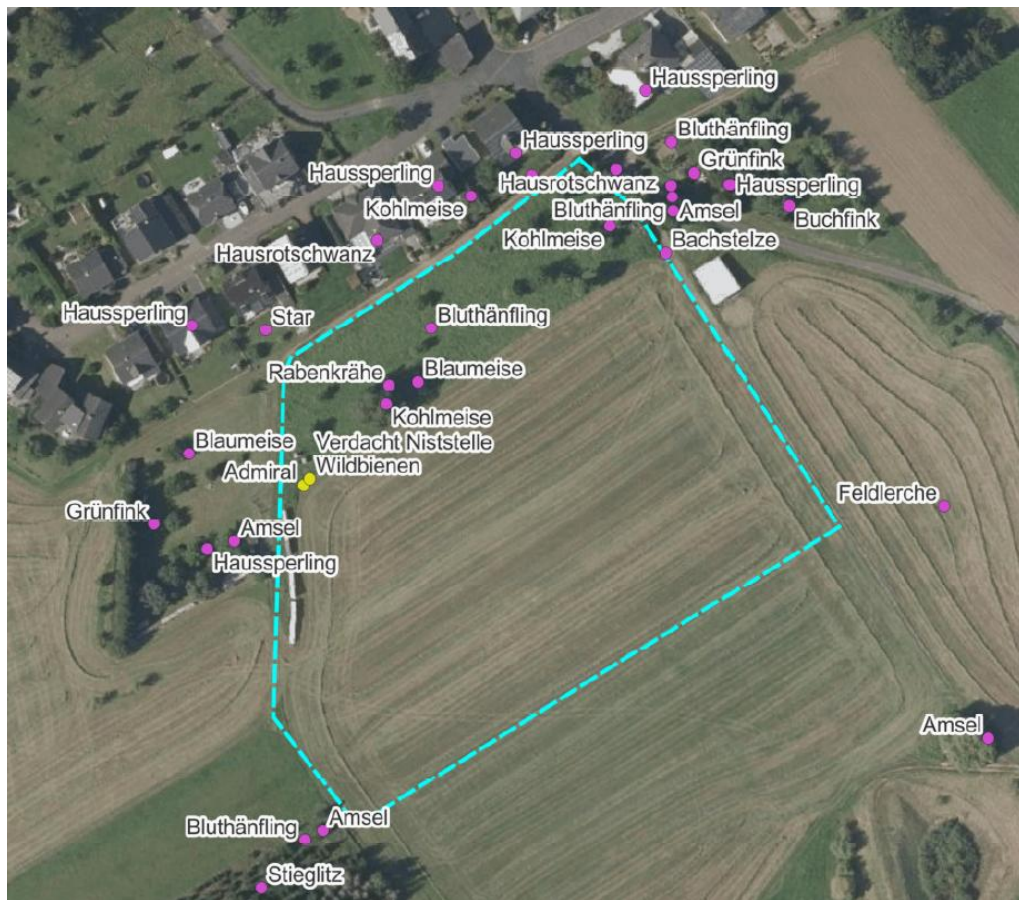 Haussperling
Bluthänfling
Haussperling
Grünfink
Haussperling
Hausrotschwanz
Haussperling
Kohlmeise
Bluthänfling
Amsel
Buchfink
Kohlmeise
Bachstelze
Hausrotschwanz
Haussperling
Star
Bluthänfling
Rabenkrähe
Blaumeise
Kohlmeise
Blaumeise
Verdacht Niststelle
Wildbienen
Admiral
Feldlerche
Grünfink
Amsel
Haussperling
Amsel
Amsel
Bluthänfling
Stieglitz